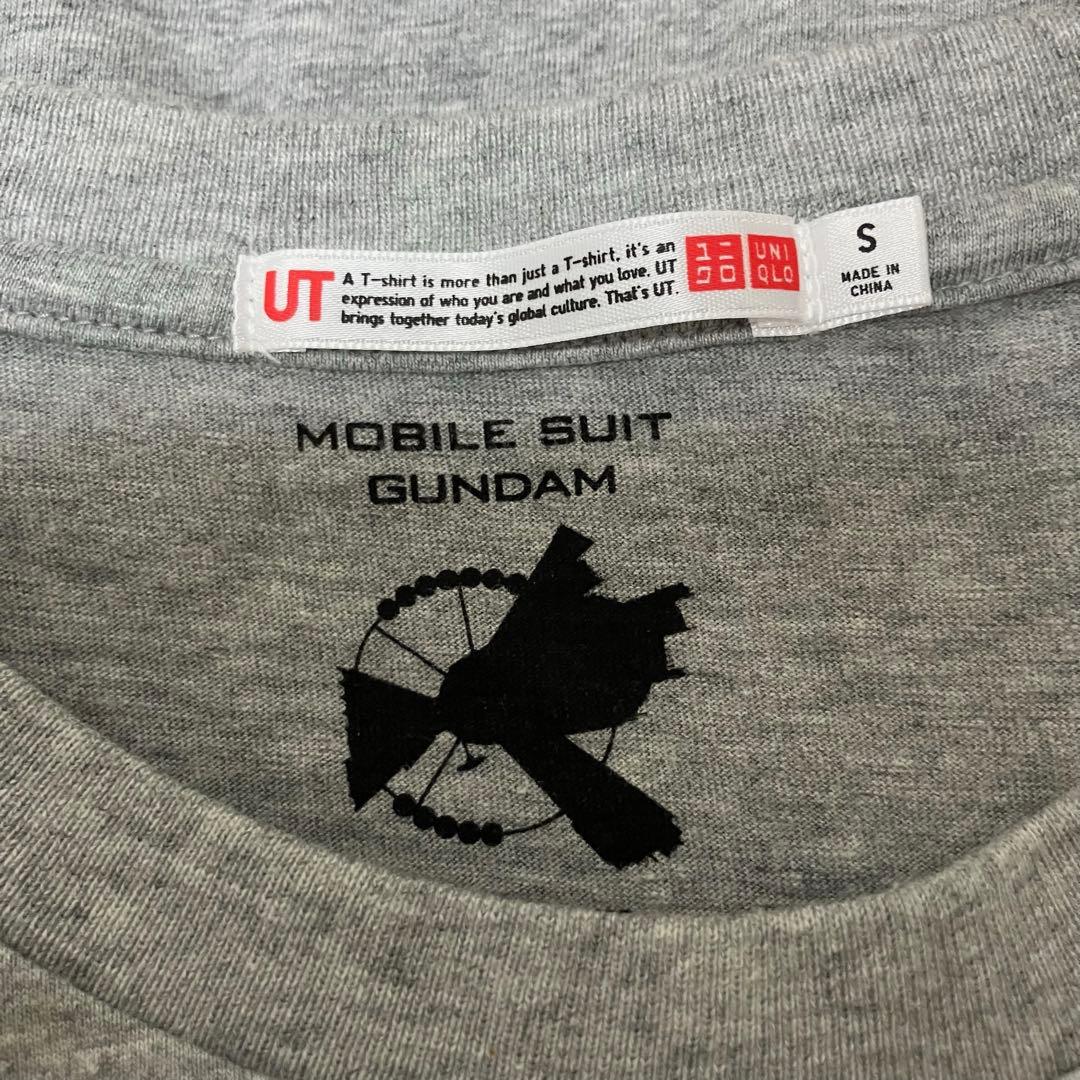 UT
A T-shirt is more than just a T-shirt, it's an
expression of who you are and what you love. UT
brings together today's global culture. That's UT.
ユニ
クロ
UNI
QLO
S
MADE IN
CHINA
MOBILE SUIT
GUNDAM